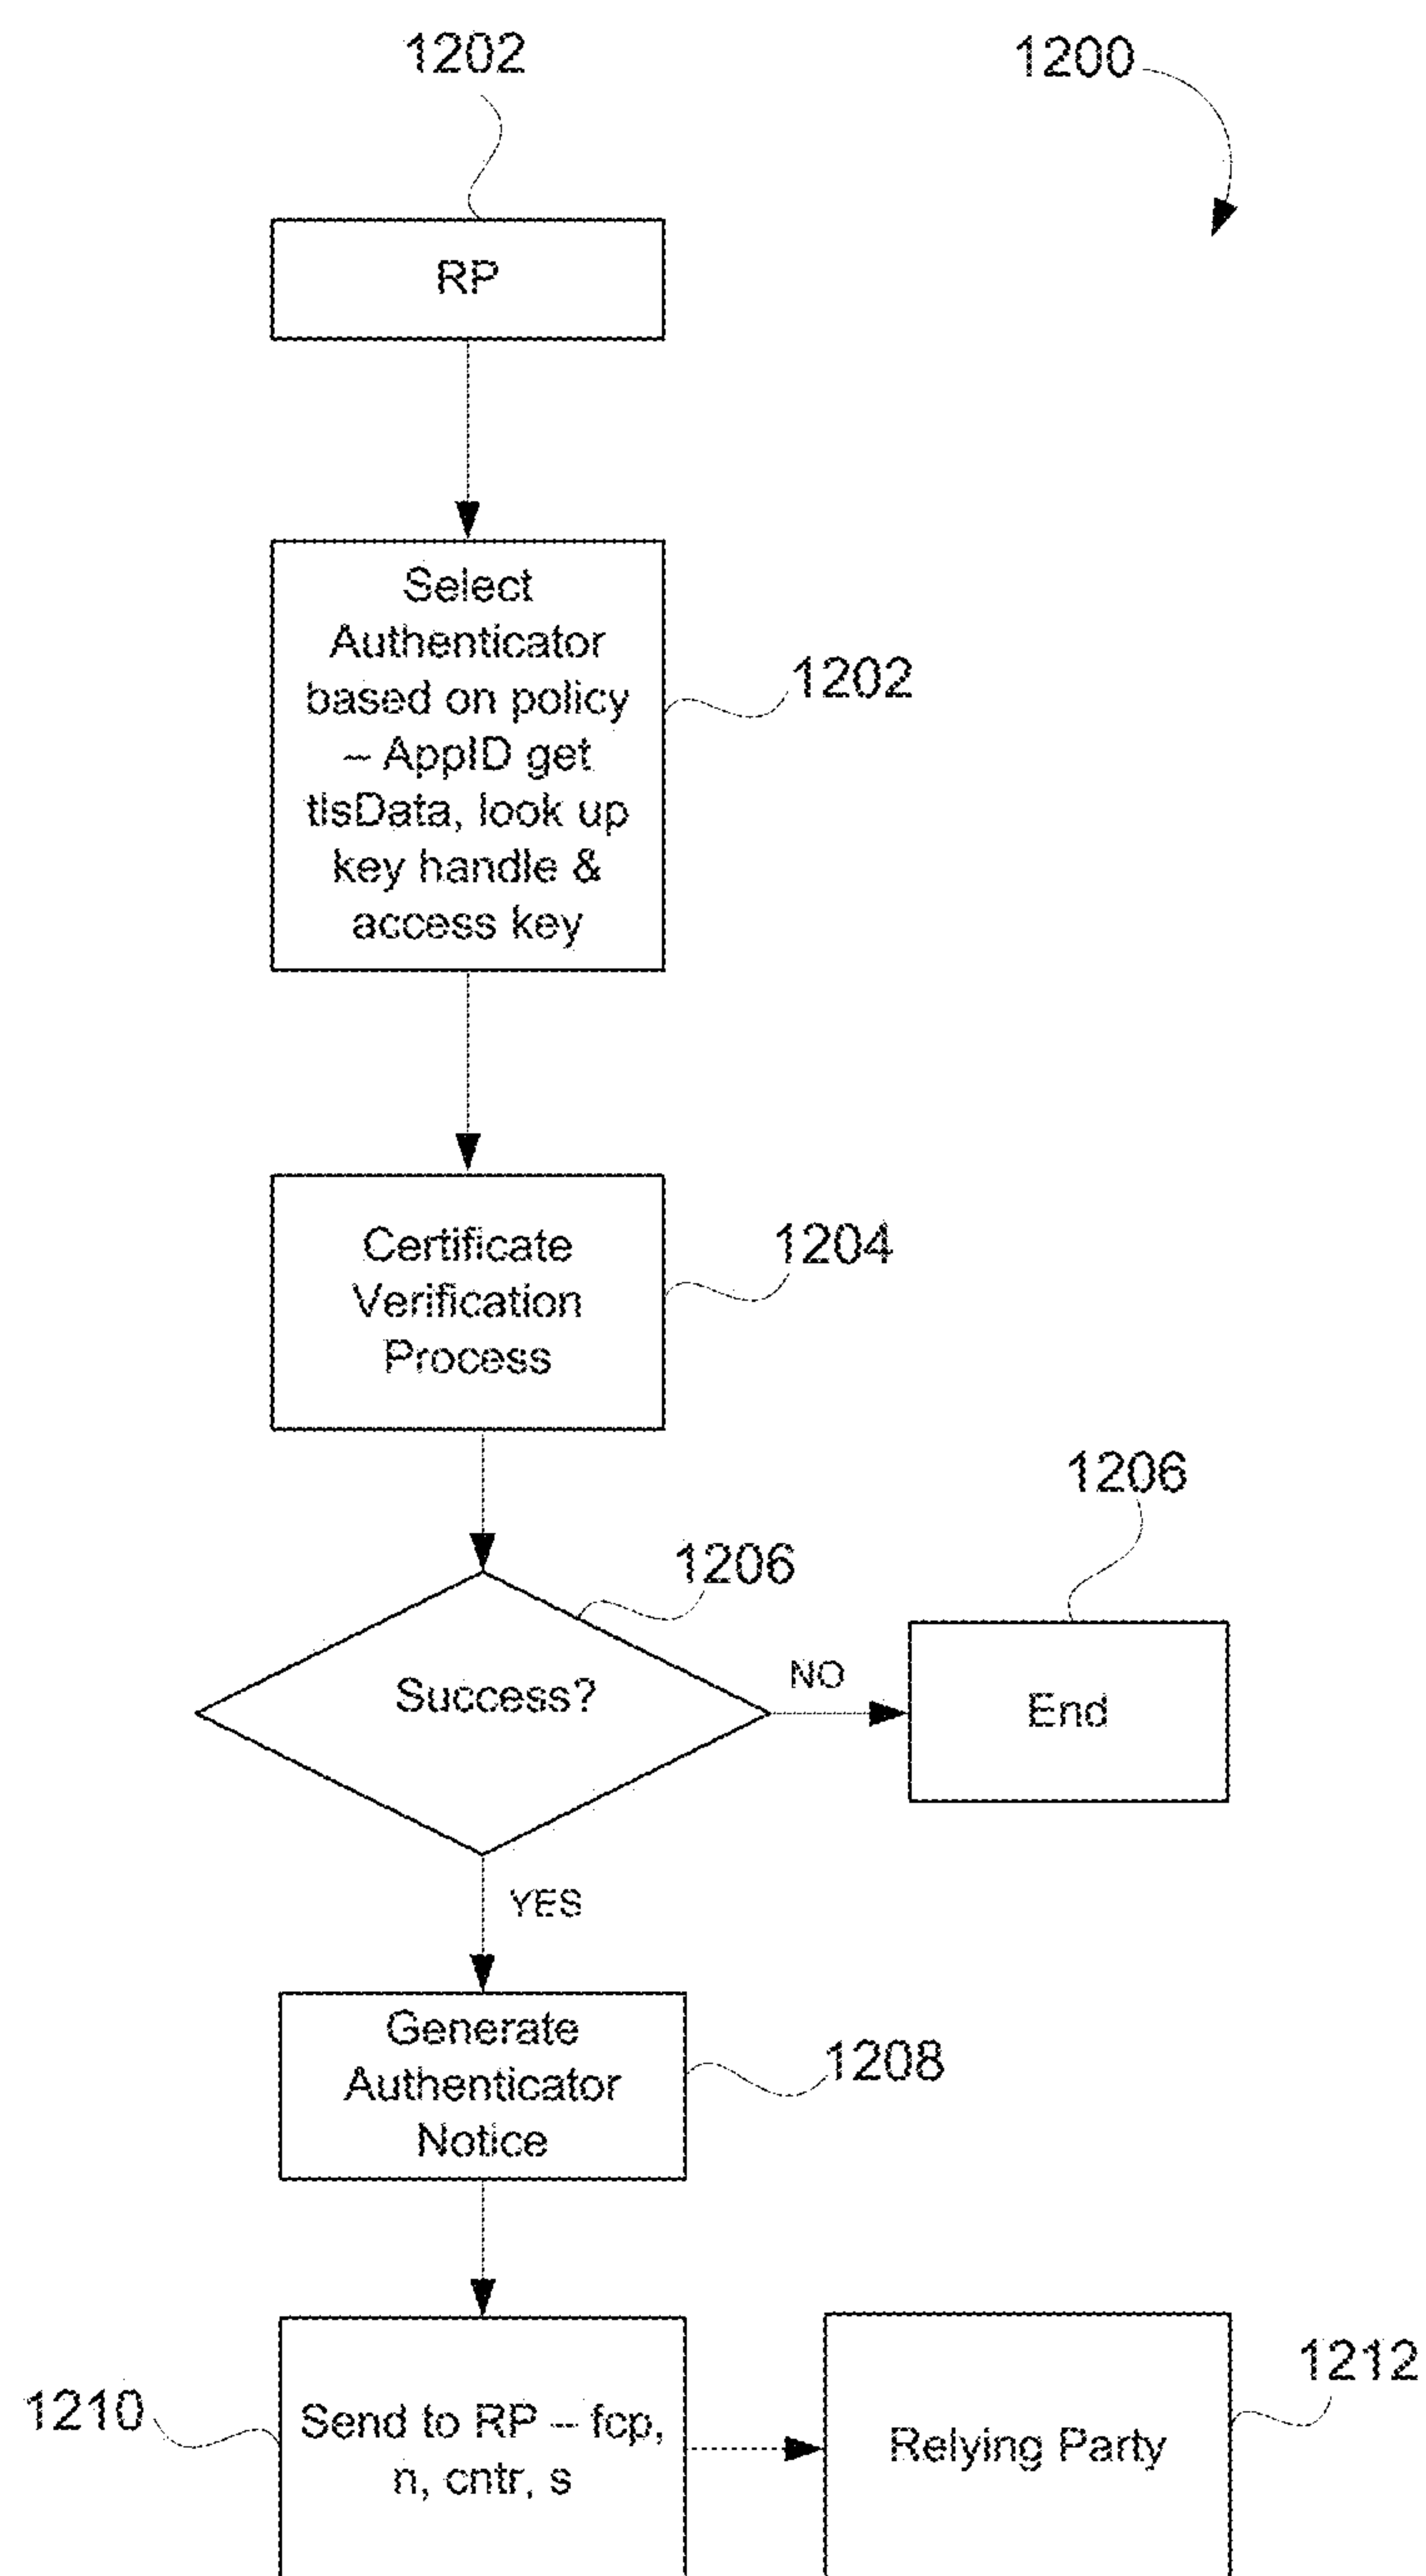 1202
1200
RP
Select
Authenticator
based on policy
– AppID get
tlsData, look up
key handle &
access key
1202
Certificate
Verification
Process
1204
1206
1206
Success?
NO
End
YES
Generate
Authenticator
Notice
1208
1210
Send to RP – fcp,
n, cntr, s
Relying Party
1212